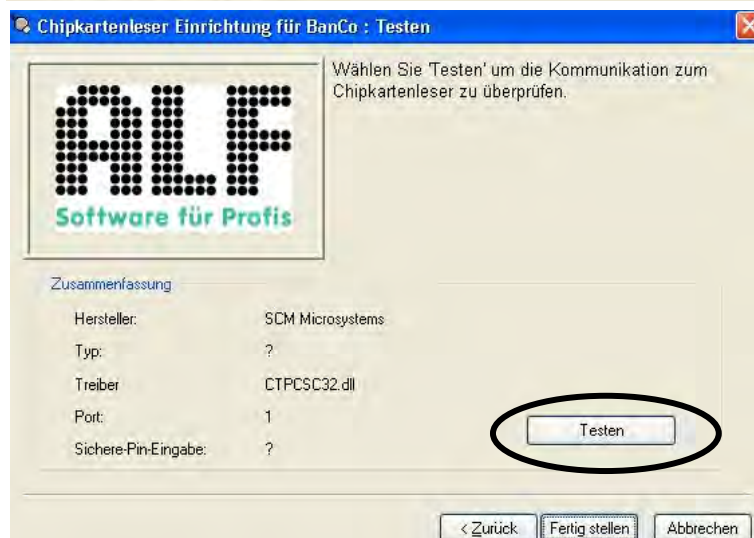 Chipkartenleser Einrichtung für BanCo : Testen
ALF
Software für Profis
Wählen Sie 'Testen' um die Kommunikation zum
Chipkartenleser zu überprüfen.
Zusammenfassung
Hersteller: SCM Microsystems
Typ: ?
Treiber CTPCSC32.dll
Port: 1
Sichere-Pin-Eingabe: ?
Testen
< Zurück Fertig stellen Abbrechen